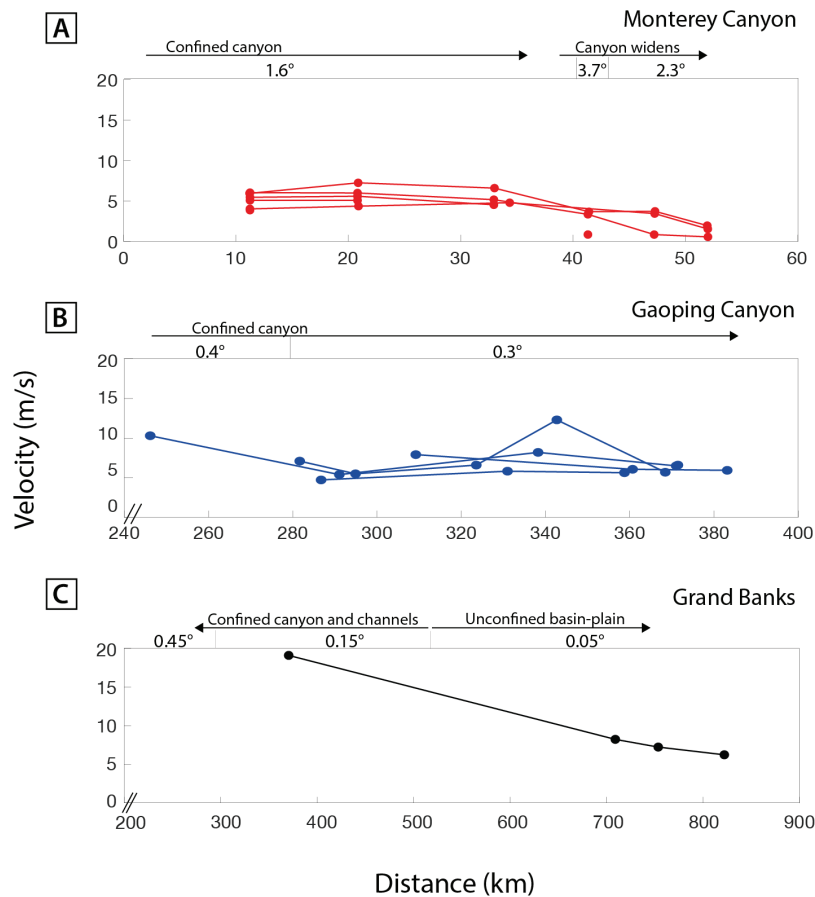 A
Monterey Canyon
Confined canyon
Canyon widens
1.6°
3.7°
2.3°
20
15
10
5
0
0 10 20 30 40 50 60
B
Gaoping Canyon
Confined canyon
0.4°
0.3°
20
15
10
5
0
240 260 280 300 320 340 360 380 400
Velocity (m/s)
C
Grand Banks
Confined canyon and channels
Unconfined basin-plain
0.45°
0.15°
0.05°
20
15
10
5
0
200 300 400 500 600 700 800 900
Distance (km)